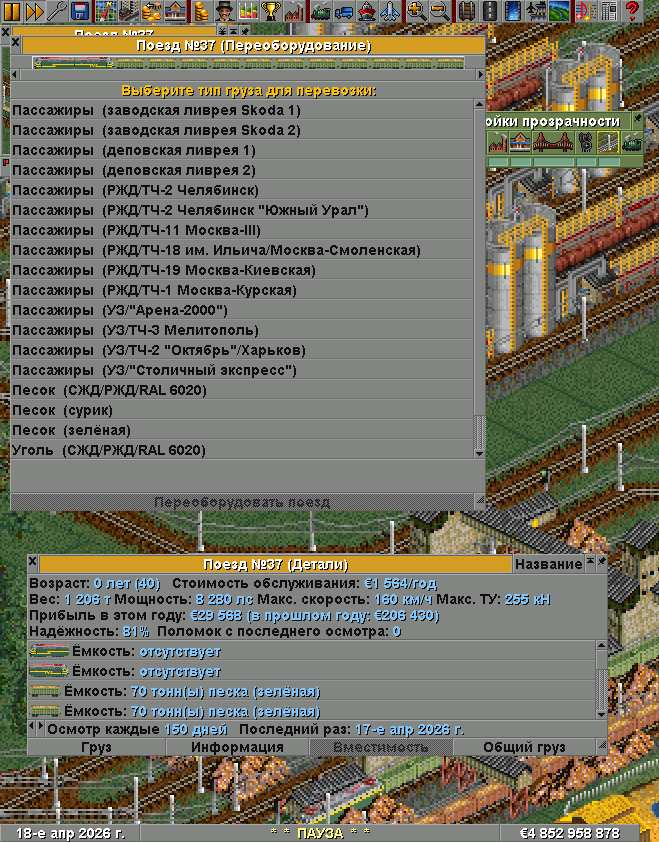 Поезд №37 (Переоборудование)
Выберите тип груза для перевозки:
Пассажиры (заводская ливрея Skoda 1)
Пассажиры (заводская ливрея Skoda 2)
Пассажиры (деповская ливрея 1)
Пассажиры (деповская ливрея 2)
Пассажиры (РЖД/ТЧ-2 Челябинск)
Пассажиры (РЖД/ТЧ-2 Челябинск "Южный Урал")
Пассажиры (РЖД/ТЧ-11 Москва-III)
Пассажиры (РЖД/ТЧ-18 им. Ильича/Москва-Смоленская)
Пассажиры (РЖД/ТЧ-19 Москва-Киевская)
Пассажиры (РЖД/ТЧ-1 Москва-Курская)
Пассажиры (УЗ/"Арена-2000")
Пассажиры (УЗ/ТЧ-3 Мелитополь)
Пассажиры (УЗ/ТЧ-2 "Октябрь"/Харьков)
Пассажиры (УЗ/"Столичный экспресс")
Песок (СЖД/РЖД/RAL 6020)
Песок (сурик)
Песок (зелёная)
Уголь (СЖД/РЖД/RAL 6020)
Переоборудовать поезд
ойки прозрачности
Поезд №37 (Детали)
Название
Возраст: 0 лет (40) Стоимость обслуживания: €1 564/год
Вес: 1 206 т Мощность: 8 280 лс Макс. скорость: 160 км/ч Макс. ТУ: 255 кН
Прибыль в этом году: €29 568 (в прошлом году: €206 430)
Надёжность: 81% Поломок с последнего осмотра: 0
Ёмкость: отсутствует
Ёмкость: отсутствует
Ёмкость: 70 тонн(ы) песка (зелёная)
Ёмкость: 70 тонн(ы) песка (зелёная)
Осмотр каждые 150 дней Последний раз: 17-е апр 2026 г.
Груз
Информация
Вместимость
Общий груз
18-е апр 2026 г.
* * ПАУЗА * *
€4 852 958 878